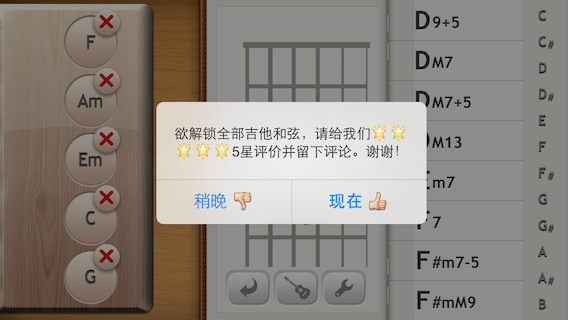 F
Am
Em
C
G
欲解锁全部吉他和弦，请给我们🌟🌟
🌟🌟🌟5星评价并留下评论。谢谢！
稍晚 👎
现在 👍
D9+5
DM7
DM7+5
DM13
Em7
F7
F#m7-5
F#mM9
C
C#
D
D#
E
F
F#
G
G#
A
A#
B